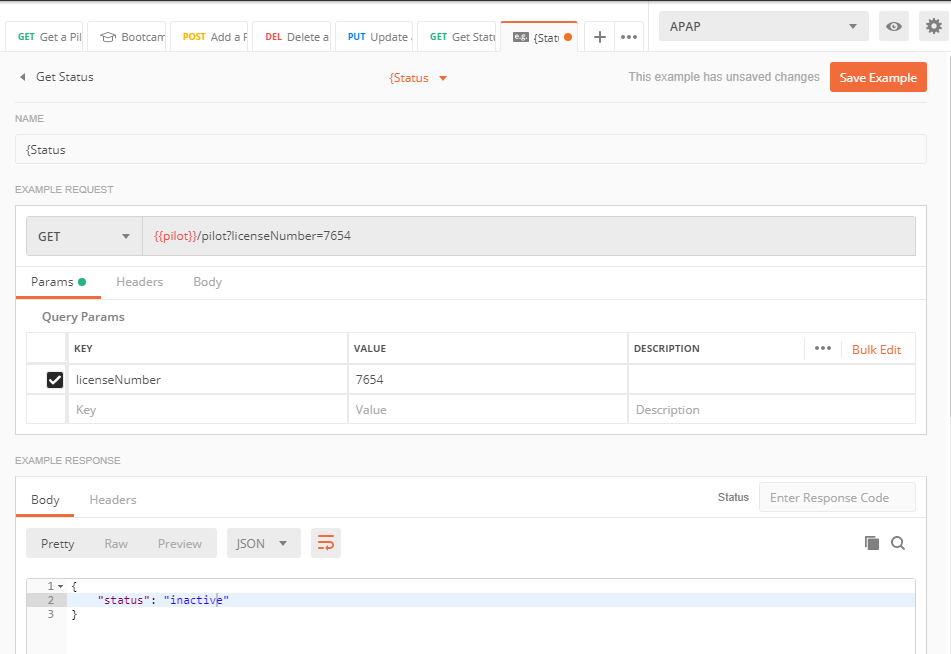 GET Get a Pil Bootcam POST Add a P DEL Delete a PUT Update GET Get Statu e.g. {Statu + ••• APAP
Get Status {Status This example has unsaved changes Save Example
NAME
{Status
EXAMPLE REQUEST
GET {{pilot}}/pilot?licenseNumber=7654
Params Headers Body
Query Params
KEY VALUE DESCRIPTION ••• Bulk Edit
licenseNumber 7654
Key Value Description
EXAMPLE RESPONSE
Body Headers Status Enter Response Code
Pretty Raw Preview JSON
1 {
2 "status": "inactive"
3 }